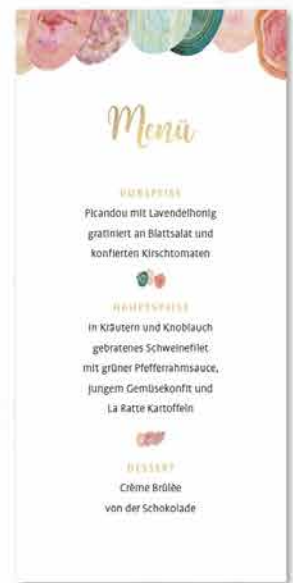 Menü
VORSPEISE
Picandou mit Lavendelhonig
gratiniert an Blattsalat und
konfierten Kirschtomaten
HAUPTSPEISE
in Kräutern und Knoblauch
gebratenes Schweinefilet
mit grüner Pfefferrahmsauce,
jungem Gemüsekonfit und
La Ratte Kartoffeln
DESSERT
Crème Brûlée
von der Schokolade